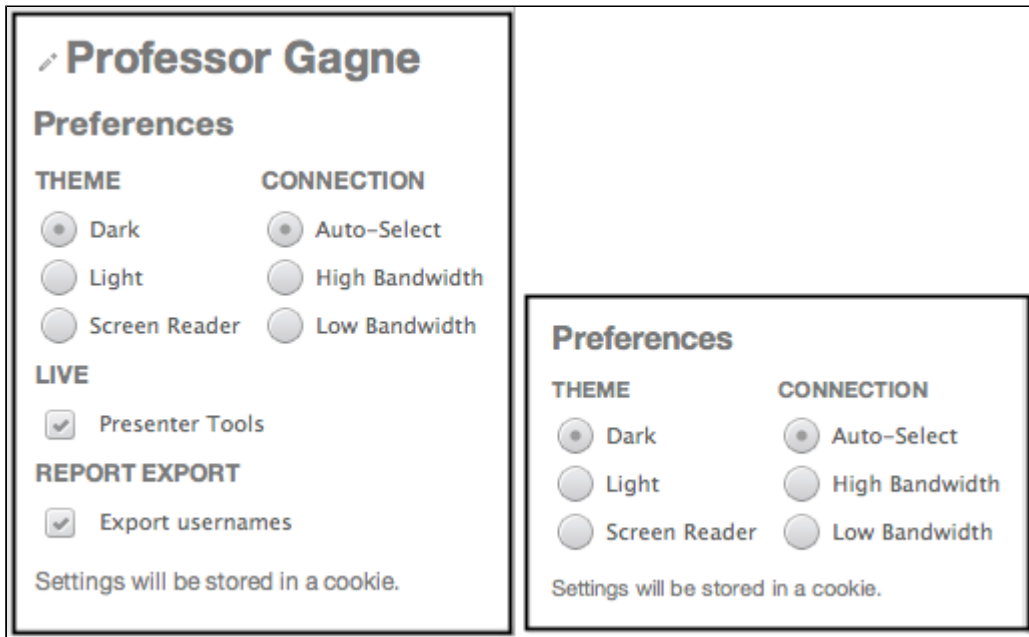 Professor Gagne
Preferences
THEME CONNECTION
Dark Auto-Select
Light High Bandwidth
Screen Reader Low Bandwidth
LIVE
Presenter Tools
REPORT EXPORT
Export usernames
Settings will be stored in a cookie.
Preferences
THEME CONNECTION
Dark Auto-Select
Light High Bandwidth
Screen Reader Low Bandwidth
Settings will be stored in a cookie.